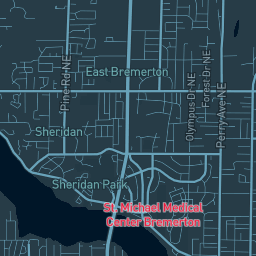 East Bremerton
Pine Rd NE
Olympus Dr NE
Forest Dr NE
Perry Ave NE
Sheridan
Sheridan Park
St. Michael Medical
Center Bremerton